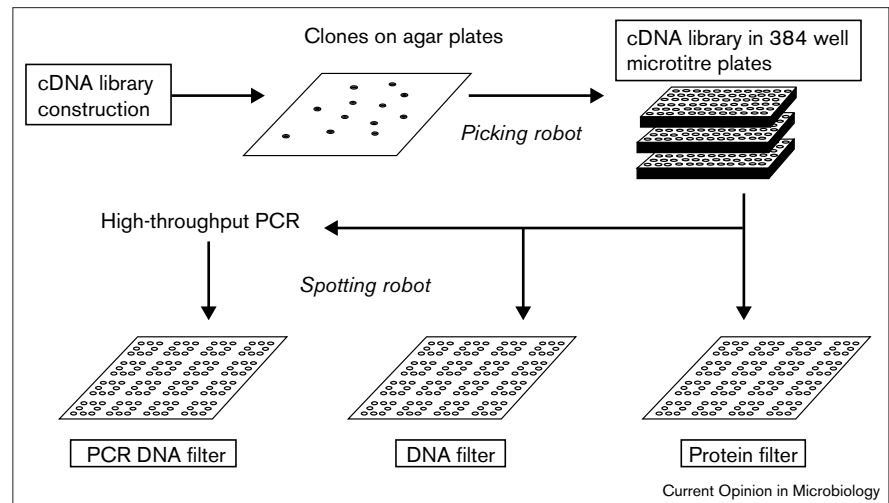 Clones on agar plates
cDNA library in 384 well
microtitre plates
cDNA library
construction
Picking robot
High-throughput PCR
Spotting robot
PCR DNA filter
DNA filter
Protein filter
Current Opinion in Microbiology